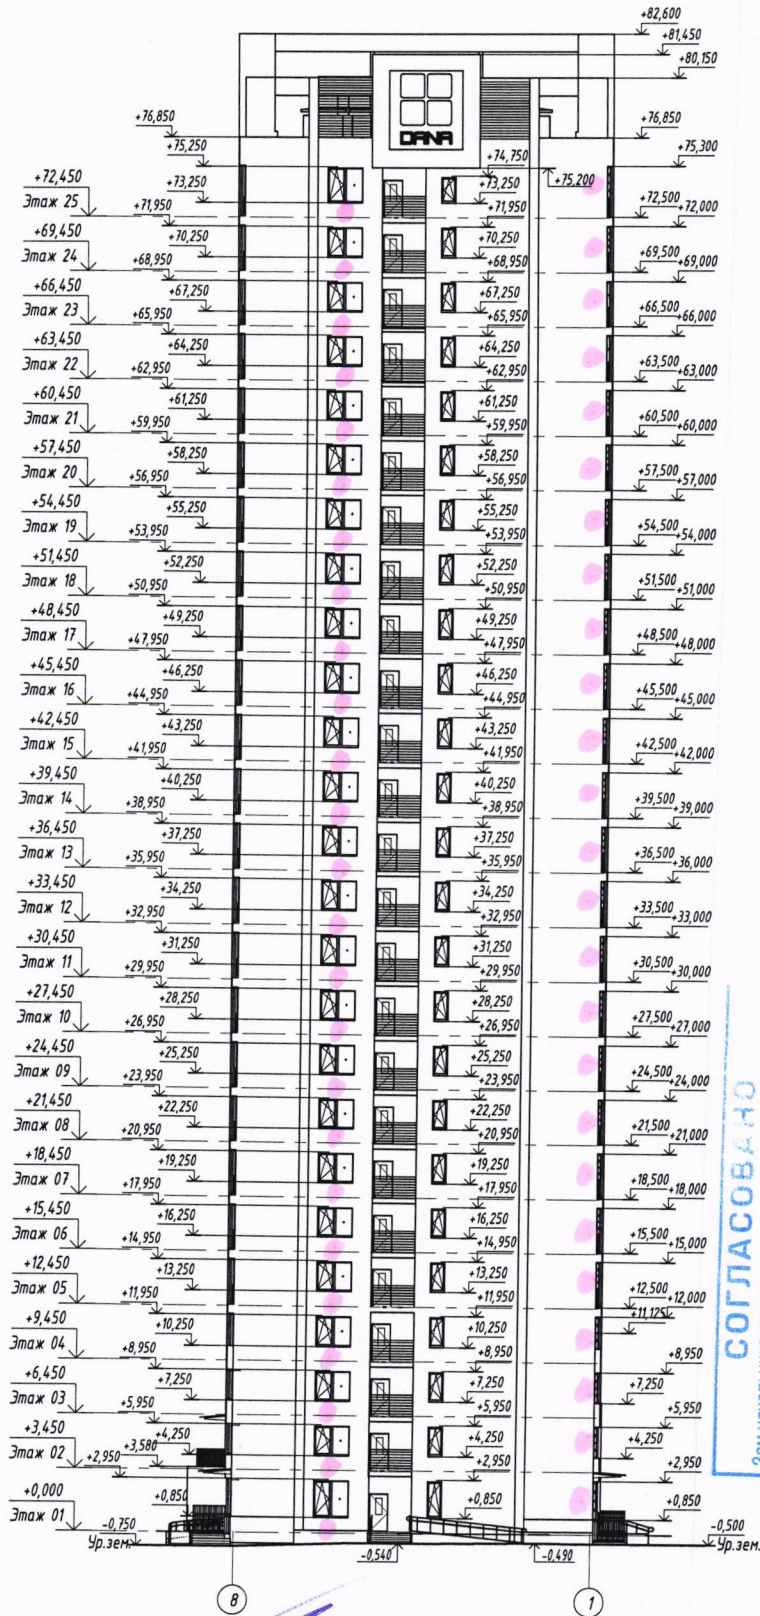 +82,600
+81,450
+80,150
DANA
+76,850 +76,850
+75,250 +74,750 +75,200 +75,300
+72,450 +73,250 +73,250
Этаж 25 +71,950 +71,950 +72,500 +72,000
+69,450 +70,250 +70,250
Этаж 24 +68,950 +68,950 +69,500 +69,000
+66,450 +67,250 +67,250
Этаж 23 +65,950 +65,950 +66,500 +66,000
+63,450 +64,250 +64,250
Этаж 22 +62,950 +62,950 +63,500 +63,000
+60,450 +61,250 +61,250
Этаж 21 +59,950 +59,950 +60,500 +60,000
+57,450 +58,250 +58,250
Этаж 20 +56,950 +56,950 +57,500 +57,000
+54,450 +55,250 +55,250
Этаж 19 +53,950 +53,950 +54,500 +54,000
+51,450 +52,250 +52,250
Этаж 18 +50,950 +50,950 +51,500 +51,000
+48,450 +49,250 +49,250
Этаж 17 +47,950 +47,950 +48,500 +48,000
+45,450 +46,250 +46,250
Этаж 16 +44,950 +44,950 +45,500 +45,000
+42,450 +43,250 +43,250
Этаж 15 +41,950 +41,950 +42,500 +42,000
+39,450 +40,250 +40,250
Этаж 14 +38,950 +38,950 +39,500 +39,000
+36,450 +37,250 +37,250
Этаж 13 +35,950 +35,950 +36,500 +36,000
+33,450 +34,250 +34,250
Этаж 12 +32,950 +32,950 +33,500 +33,000
+30,450 +31,250 +31,250
Этаж 11 +29,950 +29,950 +30,500 +30,000
+27,450 +28,250 +28,250
Этаж 10 +26,950 +26,950 +27,500 +27,000
+24,450 +25,250 +25,250
Этаж 09 +23,950 +23,950 +24,500 +24,000
+21,450 +22,250 +22,250
Этаж 08 +20,950 +20,950 +21,500 +21,000
+18,450 +19,250 +19,250
Этаж 07 +17,950 +17,950 +18,500 +18,000
+15,450 +16,250 +16,250
Этаж 06 +14,950 +14,950 +15,500 +15,000
+12,450 +13,250 +13,250
Этаж 05 +11,950 +11,950 +12,500 +12,000
+9,450 +10,250 +10,250 +11,125
Этаж 04 +8,950 +8,950 +8,950
+6,450 +7,250 +7,250 +7,250
Этаж 03 +5,950 +5,950 +5,950
+3,450 +4,250 +4,250 +4,250
Этаж 02 +2,950 +3,580 +2,950 +2,950
+0,000 +0,850 +0,850 +0,850
Этаж 01
-0,750 -0,500
Ур.зем. -0,540 -0,490 Ур.зем.
8 1
СОГЛАСОВАНО